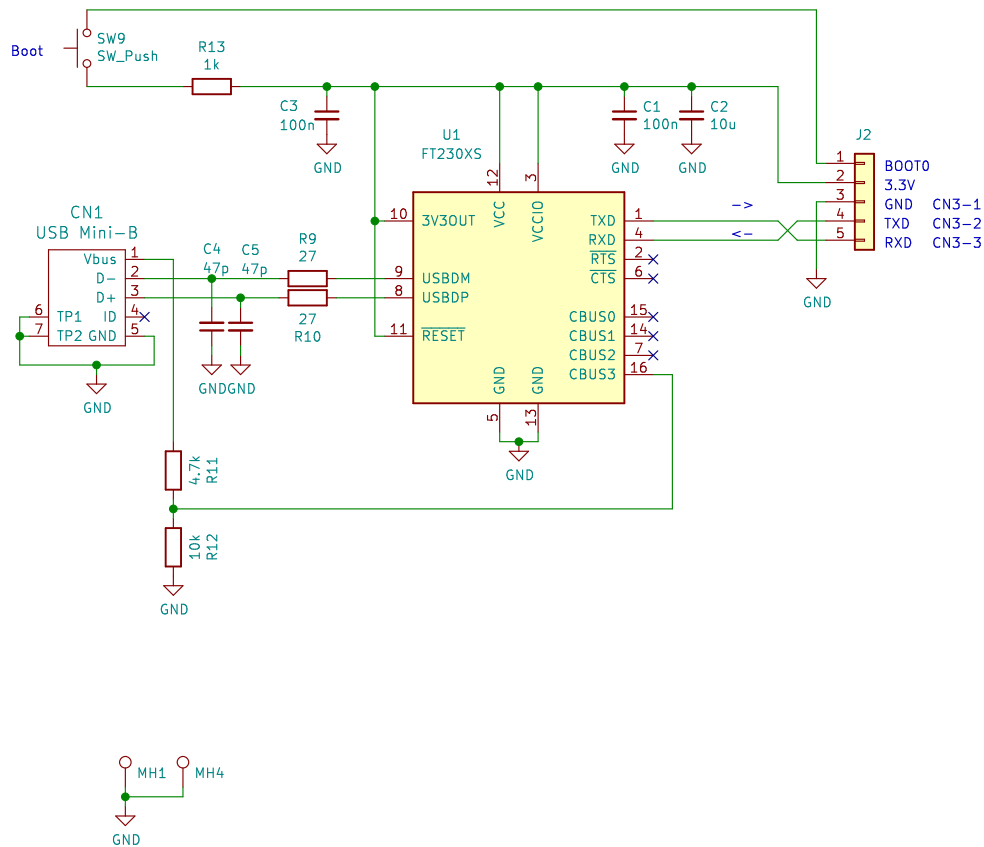 Boot
SW9
SW_Push
R13
1k
C3
100n
C1
100n
C2
10u
U1
FT230XS
J2
12
3
VCC
VCCIO
10
3V3OUT
9
USBDM
8
USBDP
11
RESET
TXD
1
RXD
4
RTS
2
CTS
6
CBUS0
15
CBUS1
14
CBUS2
7
CBUS3
16
GND
GND
5
13
GND
->
<-
1
BOOT0
2
3.3V
3
GND CN3-1
4
TXD CN3-2
5
RXD CN3-3
GND
GND
GND
GND
CN1
USB Mini-B
Vbus
1
D-
2
D+
3
ID
4
GND
5
6
TP1
7
TP2
GND
C4
47p
C5
47p
GND
GND
R9
27
27
R10
4.7k
R11
10k
R12
GND
MH1
MH4
GND